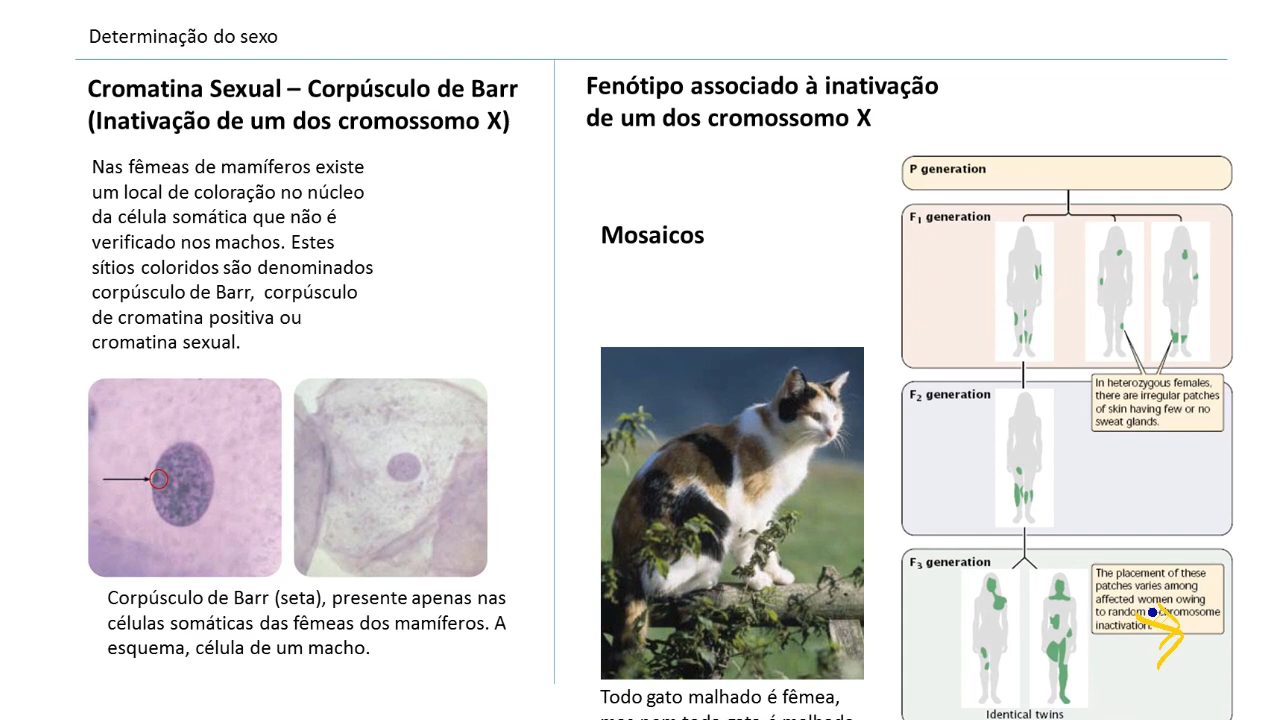 Determinação do sexo
Cromatina Sexual – Corpúsculo de Barr
(Inativação de um dos cromossomo X)
Nas fêmeas de mamíferos existe
um local de coloração no núcleo
da célula somática que não é
verificado nos machos. Estes
sítios coloridos são denominados
corpúsculo de Barr, corpúsculo
de cromatina positiva ou
cromatina sexual.
Corpúsculo de Barr (seta), presente apenas nas
células somáticas das fêmeas dos mamíferos. A
esquema, célula de um macho.
Fenótipo associado à inativação
de um dos cromossomo X
Mosaicos
Todo gato malhado é fêmea,
mas nem todo gato é malhado
P generation
F1 generation
In heterozygous females,
there are irregular patches
of skin having few or no
sweat glands.
F2 generation
F3 generation
The placement of these
patches varies among
affected women owing
to random chromosome
inactivation.
Identical twins